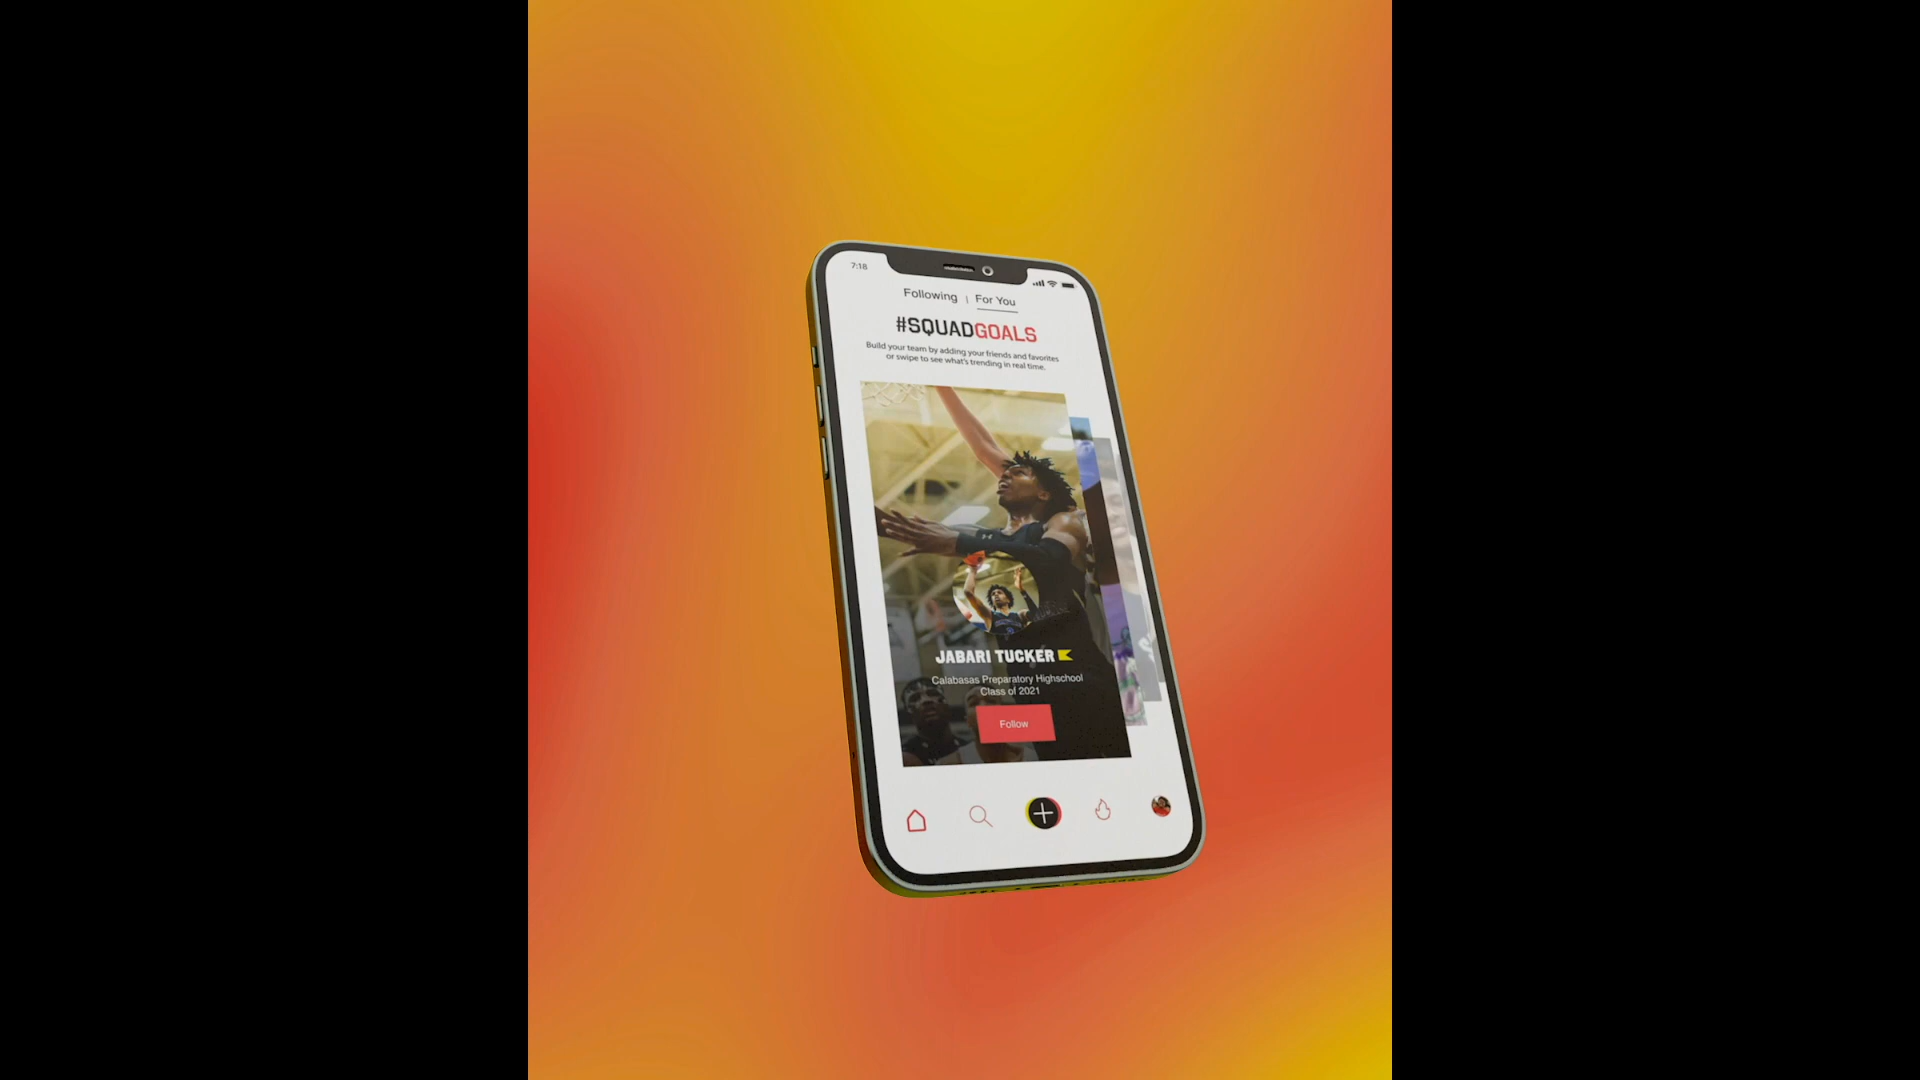 7:18
Following | For You
#SQUADGOALS
Build your team by adding your friends and favorites
or swipe to see what's trending in real time.
JABARI TUCKER
Calabasas Preparatory Highschool
Class of 2021
Follow